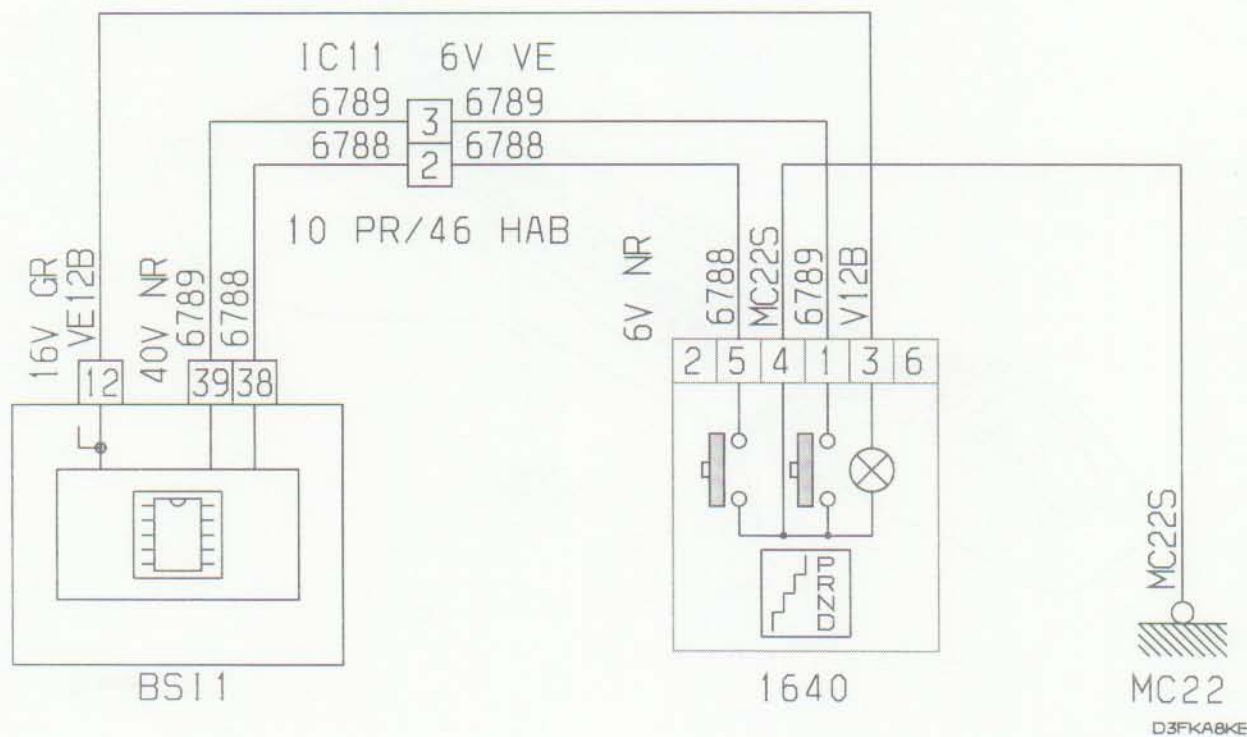 IC11 6V VE
6789 3 6789
6788 2 6788
10 PR/46 HAB
16V GR
VE12B
40V NR
6789
6788
6V NR
6788
MC22S
6789
V12B
12 39 38
2 5 4 1 3 6
MC22S
P
R
N
D
BSI1 1640 MC22
D3FKA8KE